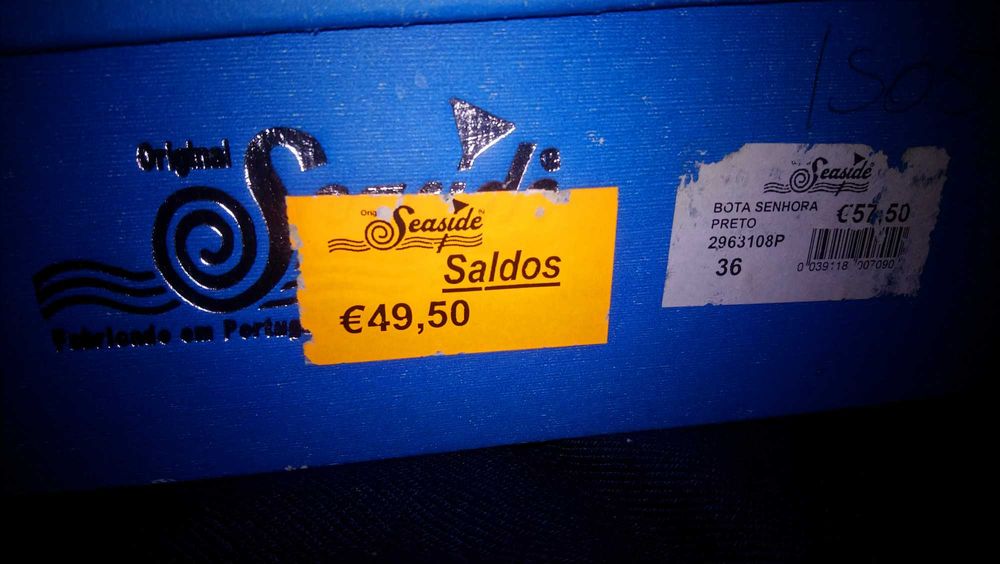 Original
Seaside
Fabricado em Portug
Orig
Seaside
Saldos
€49,50
Seaside
BOTA SENHORA
€57,50
PRETO
2963108P
36
0 039118 007090